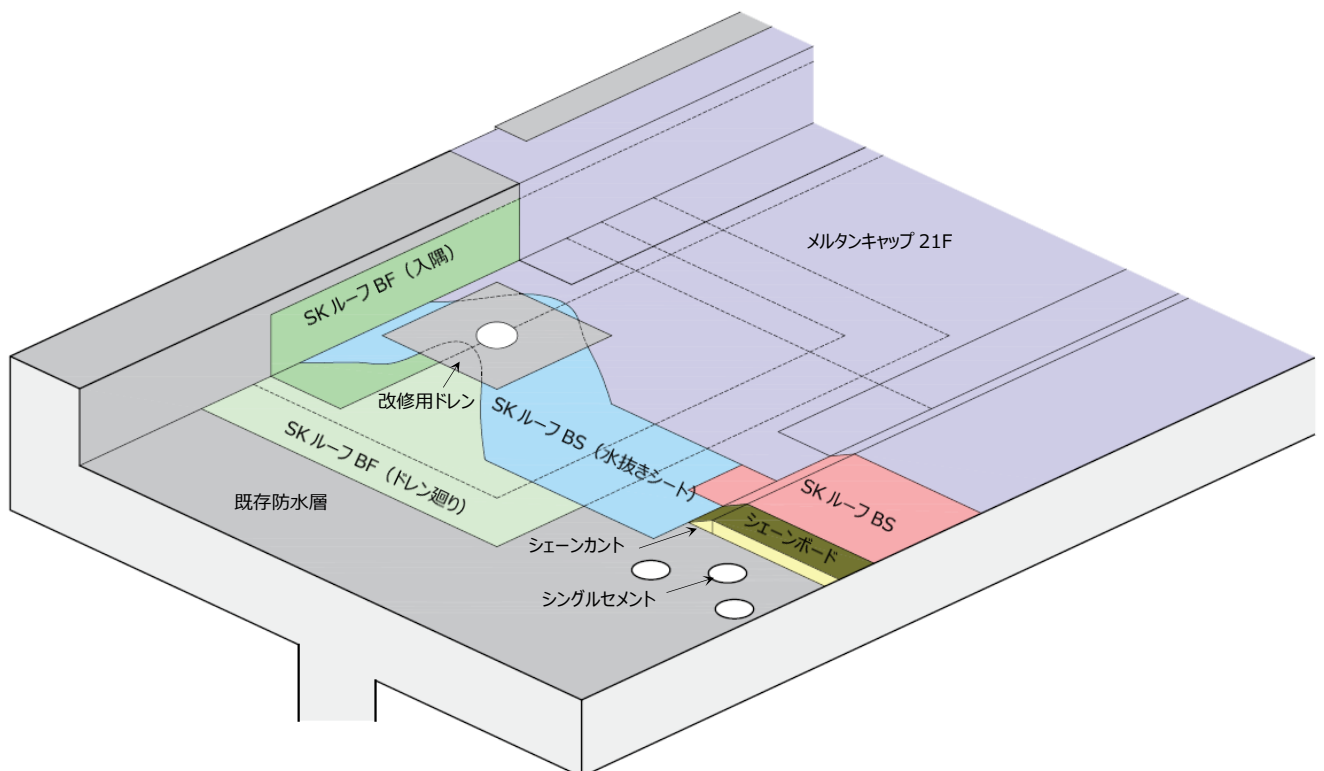 メルタンキャップ 21F
SK ルーフ BF（入隅）
改修用ドレン
SK ルーフ BS（水抜きシート）
SK ルーフ BF（ドレン廻り）
SK ルーフ BS
既存防水層
シェーンボード
シェーンカント
シングルセメント